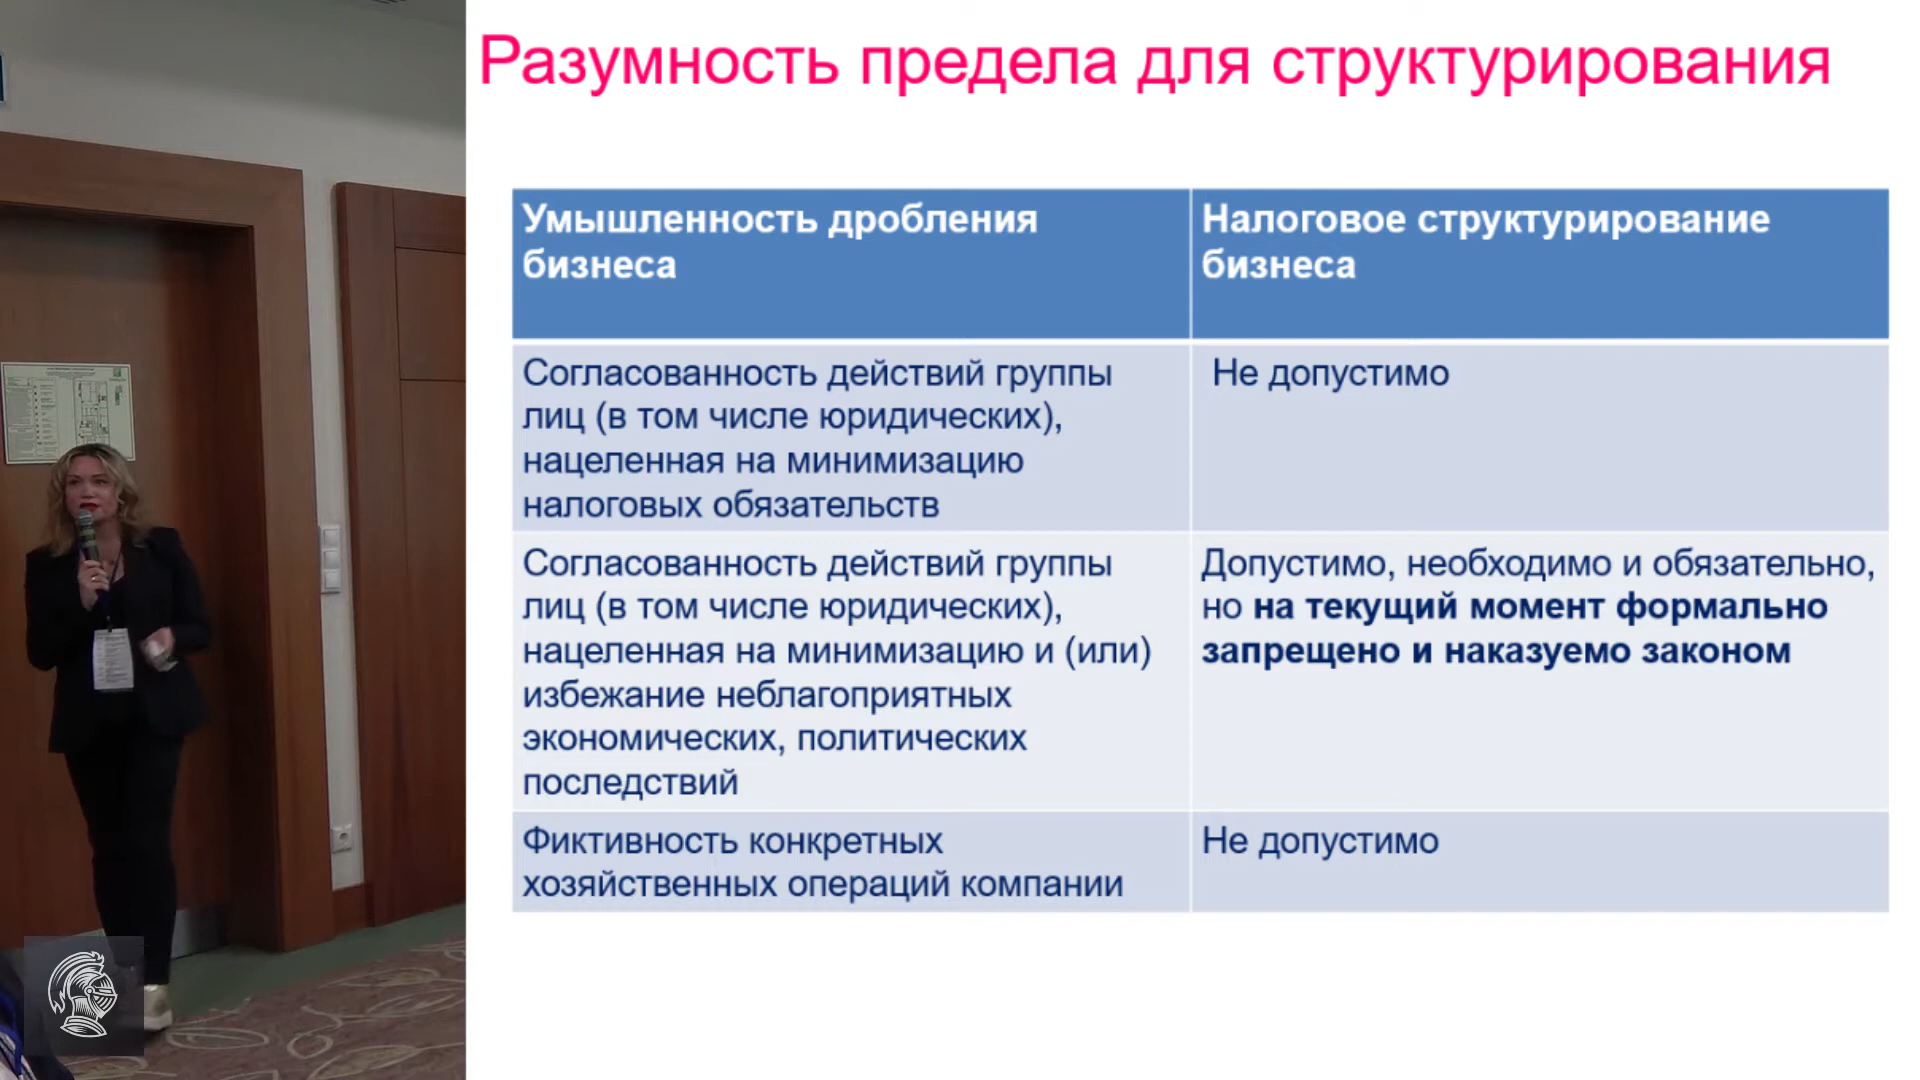 Разумность предела для структурирования
Умышленность дробления
бизнеса
Налоговое структурирование
бизнеса
Согласованность действий группы
лиц (в том числе юридических),
нацеленная на минимизацию
налоговых обязательств
Не допустимо
Согласованность действий группы
лиц (в том числе юридических),
нацеленная на минимизацию и (или)
избежание неблагоприятных
экономических, политических
последствий
Допустимо, необходимо и обязательно,
но на текущий момент формально
запрещено и наказуемо законом
Фиктивность конкретных
хозяйственных операций компании
Не допустимо